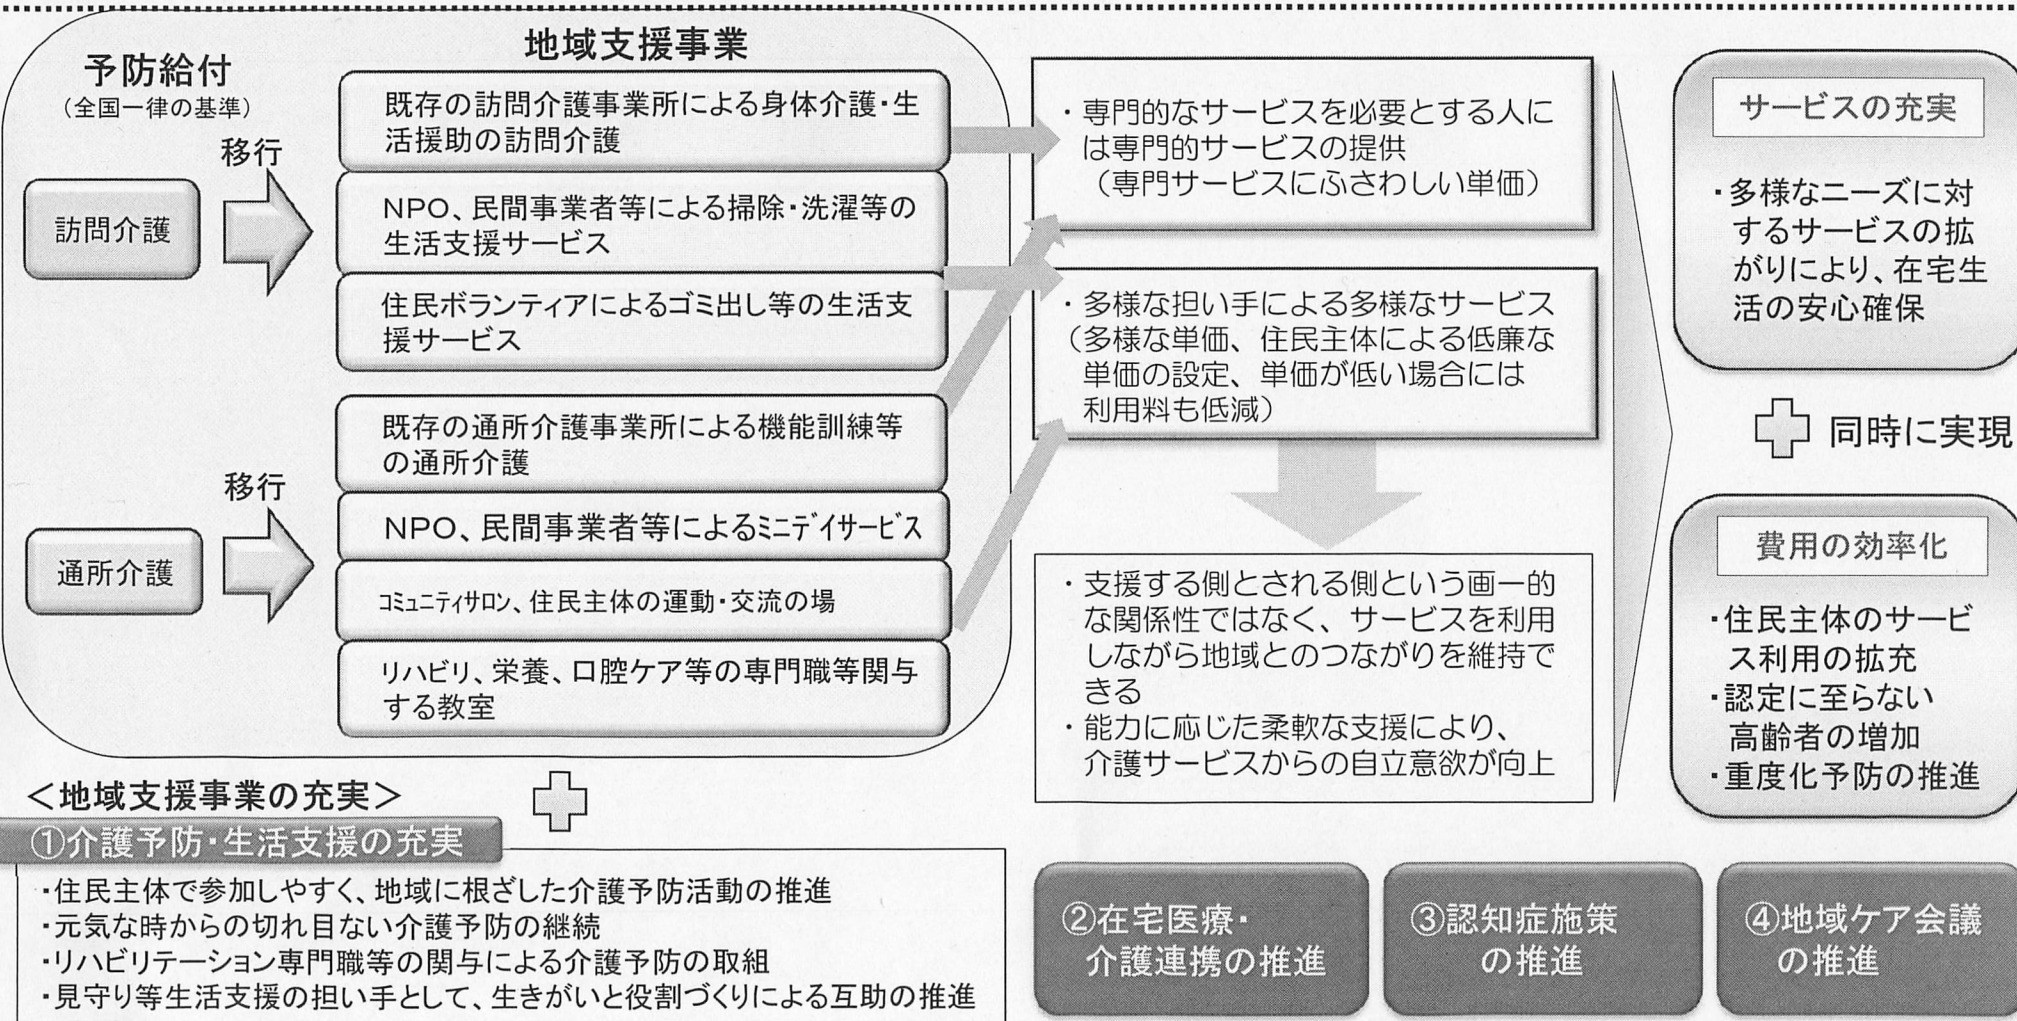 予防給付
（全国一律の基準）
移行
訪問介護
移行
通所介護
地域支援事業
既存の訪問介護事業所による身体介護・生
活援助の訪問介護
NPO、民間事業者等による掃除・洗濯等の
生活支援サービス
住民ボランティアによるゴミ出し等の生活支
援サービス
既存の通所介護事業所による機能訓練等
の通所介護
NPO、民間事業者等によるミニデイサービス
コミュニティサロン、住民主体の運動・交流の場
リハビリ、栄養、口腔ケア等の専門職等関与
する教室
・専門的なサービスを必要とする人に
は専門的サービスの提供
（専門サービスにふさわしい単価）
・多様な担い手による多様なサービス
（多様な単価、住民主体による低廉な
単価の設定、単価が低い場合には
利用料も低減）
・支援する側とされる側という画一的
な関係性ではなく、サービスを利用
しながら地域とのつながりを維持で
きる
・能力に応じた柔軟な支援により、
介護サービスからの自立意欲が向上
サービスの充実
・多様なニーズに対
するサービスの拡
がりにより、在宅生
活の安心確保
同時に実現
費用の効率化
・住民主体のサービ
ス利用の拡充
・認定に至らない
高齢者の増加
・重度化予防の推進
＜地域支援事業の充実＞
①介護予防・生活支援の充実
・住民主体で参加しやすく、地域に根ざした介護予防活動の推進
・元気な時からの切れ目ない介護予防の継続
・リハビリテーション専門職等の関与による介護予防の取組
・見守り等生活支援の担い手として、生きがいと役割づくりによる互助の推進
②在宅医療・
介護連携の推進
③認知症施策
の推進
④地域ケア会議
の推進